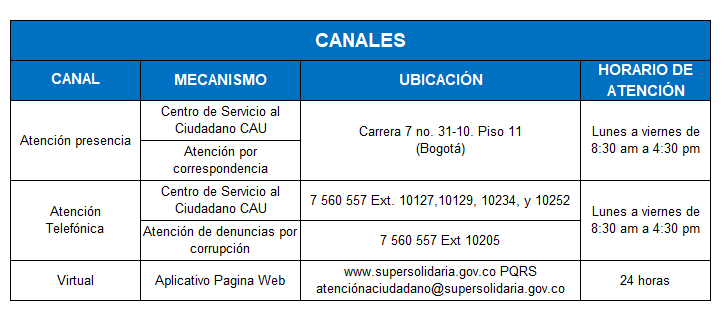 CANALES
CANAL
MECANISMO
UBICACIÓN
HORARIO DE
ATENCIÓN
Atención presencia
Centro de Servicio al
Ciudadano CAU
Atención por
correspondencia
Carrera 7 no. 31-10. Piso 11
(Bogotá)
Lunes a viernes de
8:30 am a 4:30 pm
Atención
Telefónica
Centro de Servicio al
Ciudadano CAU
7 560 557 Ext. 10127,10129, 10234, y 10252
Atención de denuncias por
corrupción
7 560 557 Ext 10205
Lunes a viernes de
8:30 am a 4:30 pm
Virtual
Aplicativo Pagina Web
www.supersolidaria.gov.co PQRS
atenciónaciudadano@supersolidaria.gov.co
24 horas